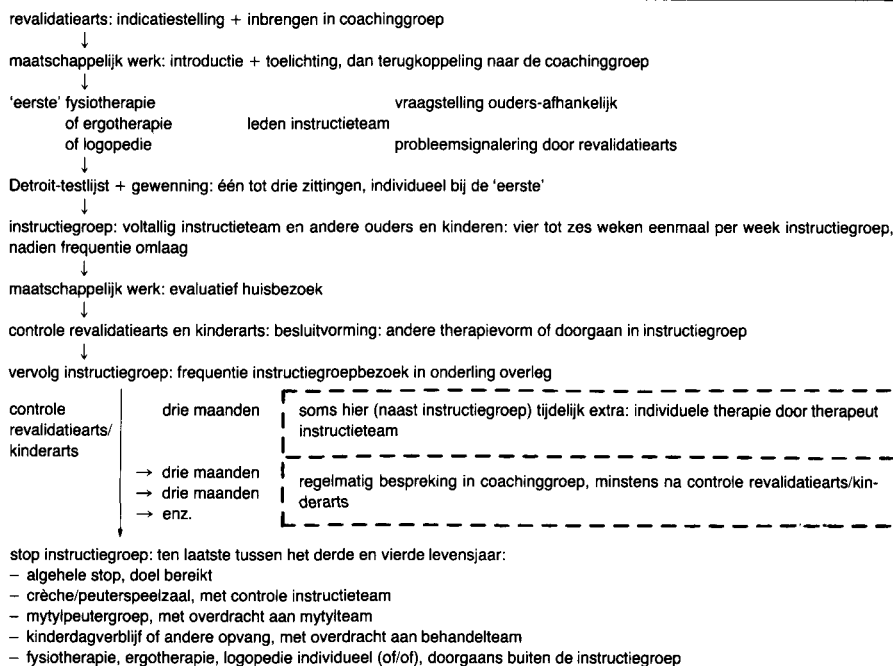 revalidatiearts: indicatiestelling + inbrengen in coachinggroep
↓
maatschappelijk werk: introductie + toelichting, dan terugkoppeling naar de coachinggroep
↓
'eerste' fysiotherapie vraagstelling ouders-afhankelijk
of ergotherapie leden instructieteam
of logopedie probleemsignalering door revalidatiearts
↓
Detroit-testlijst + gewenning: één tot drie zittingen, individueel bij de 'eerste'
↓
instructiegroep: voltallig instructieteam en andere ouders en kinderen: vier tot zes weken eenmaal per week instructiegroep,
nadien frequentie omlaag
↓
maatschappelijk werk: evaluatief huisbezoek
↓
controle revalidatiearts en kinderarts: besluitvorming: andere therapievorm of doorgaan in instructiegroep
↓
vervolg instructiegroep: frequentie instructiegroepbezoek in onderling overleg
controle
revalidatiearts/
kinderarts
drie maanden
soms hier (naast instructiegroep) tijdelijk extra: individuele therapie door therapeut
instructieteam
→ drie maanden
→ drie maanden
→ enz.
regelmatig bespreking in coachinggroep, minstens na controle revalidatiearts/kin-
derarts
stop instructiegroep: ten laatste tussen het derde en vierde levensjaar:
– algehele stop, doel bereikt
– crèche/peuterspeelzaal, met controle instructieteam
– mytylpeutergroep, met overdracht aan mytylteam
– kinderdagverblijf of andere opvang, met overdracht aan behandelteam
– fysiotherapie, ergotherapie, logopedie individueel (of/of), doorgaans buiten de instructiegroep